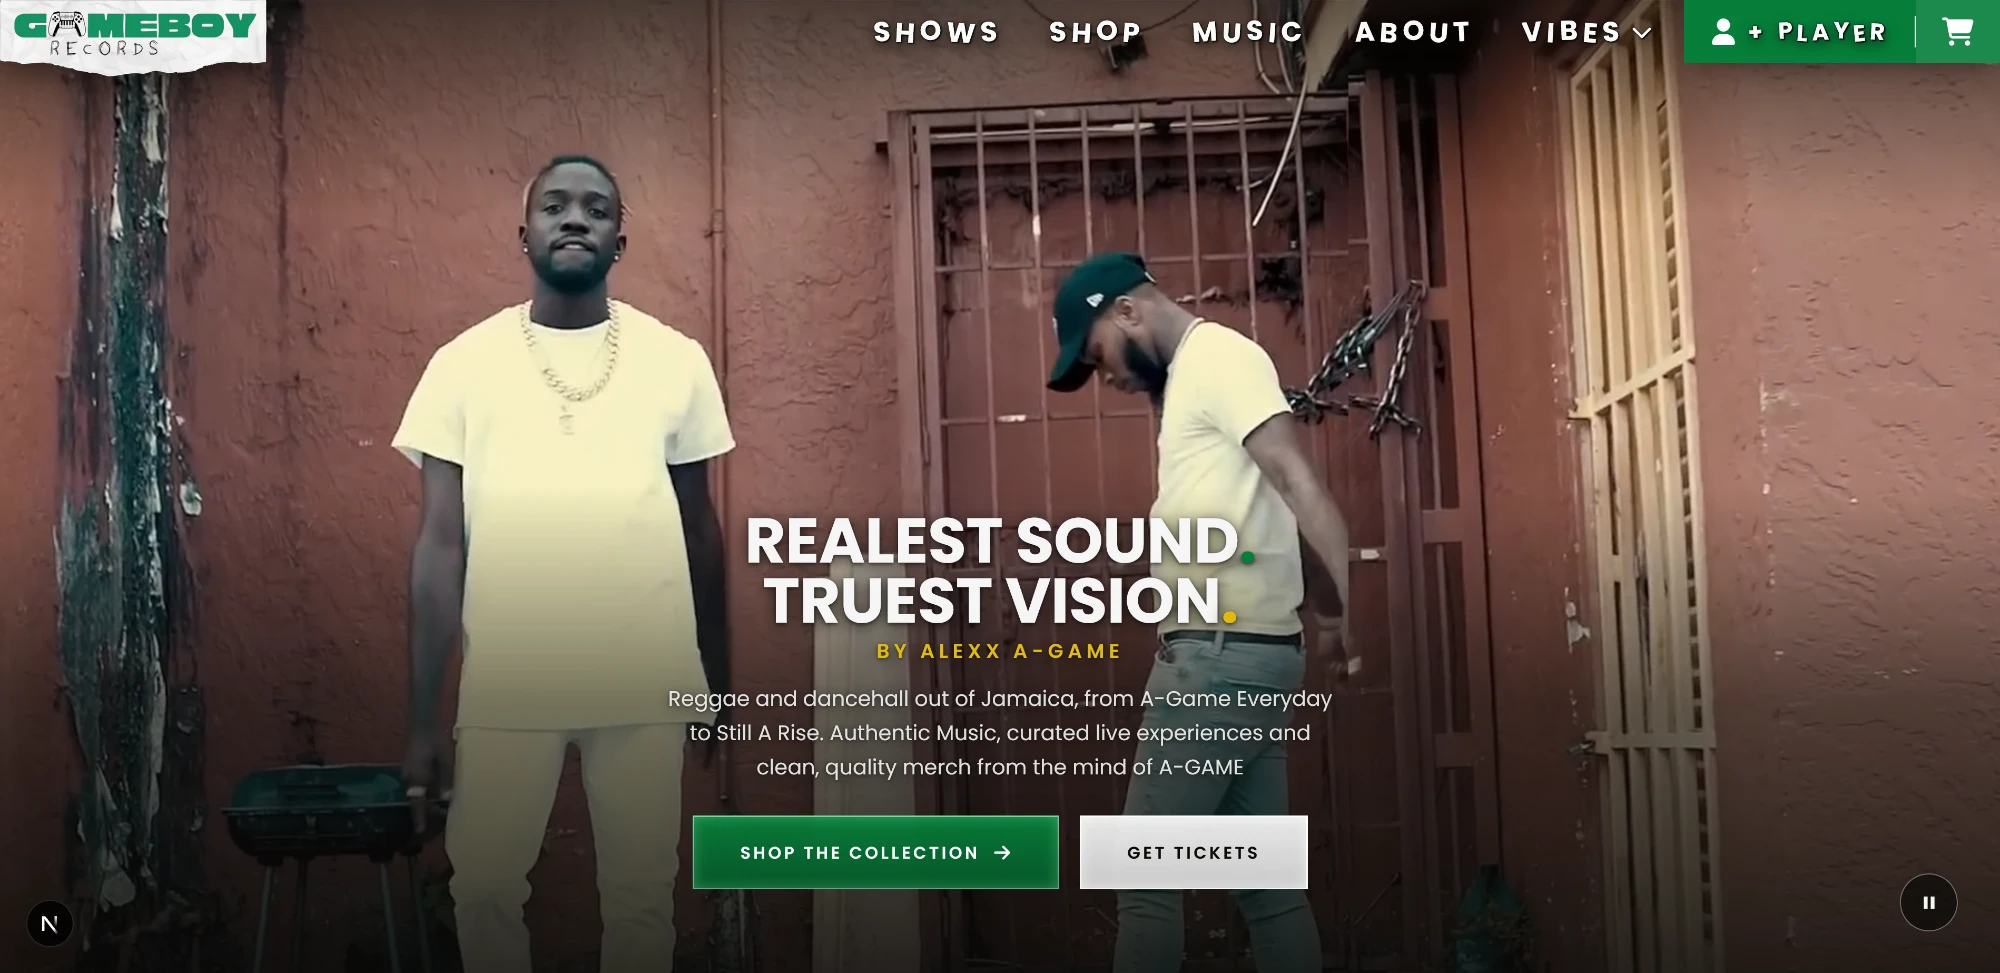 GAMEBOY
RECORDS
SHOWS
SHOP
MUSIC
ABOUT
VIBES
+ PLAYER
REALEST SOUND.
TRUEST VISION.
BY ALEXX A-GAME
Reggae and dancehall out of Jamaica, from A-Game Everyday
to Still A Rise. Authentic Music, curated live experiences and
clean, quality merch from the mind of A-GAME
SHOP THE COLLECTION →
GET TICKETS
N